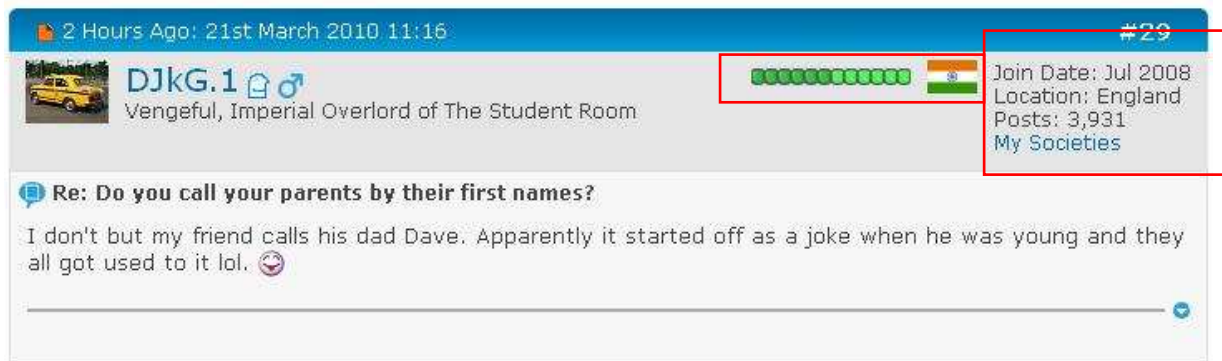 2 Hours Ago: 21st March 2010 11:16
#29
DJkG.1
Vengeful, Imperial Overlord of The Student Room
Join Date: Jul 2008
Location: England
Posts: 3,931
My Societies
Re: Do you call your parents by their first names?
I don't but my friend calls his dad Dave. Apparently it started off as a joke when he was young and they
all got used to it lol.